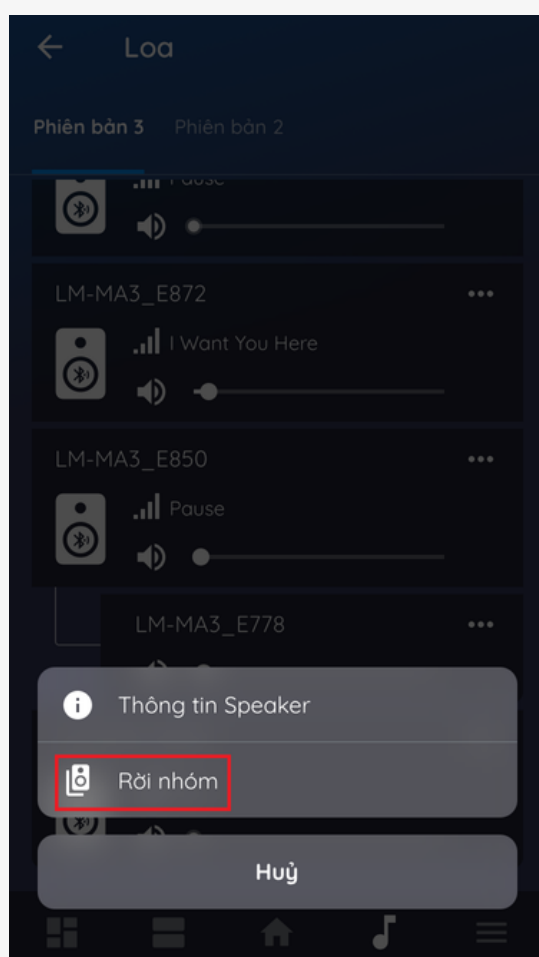 Loa
Phiên bản 3 Phiên bản 2
Pause
LM-MA3_E872
I Want You Here
LM-MA3_E850
Pause
LM-MA3_E778
Thông tin Speaker
Rời nhóm
Huỷ